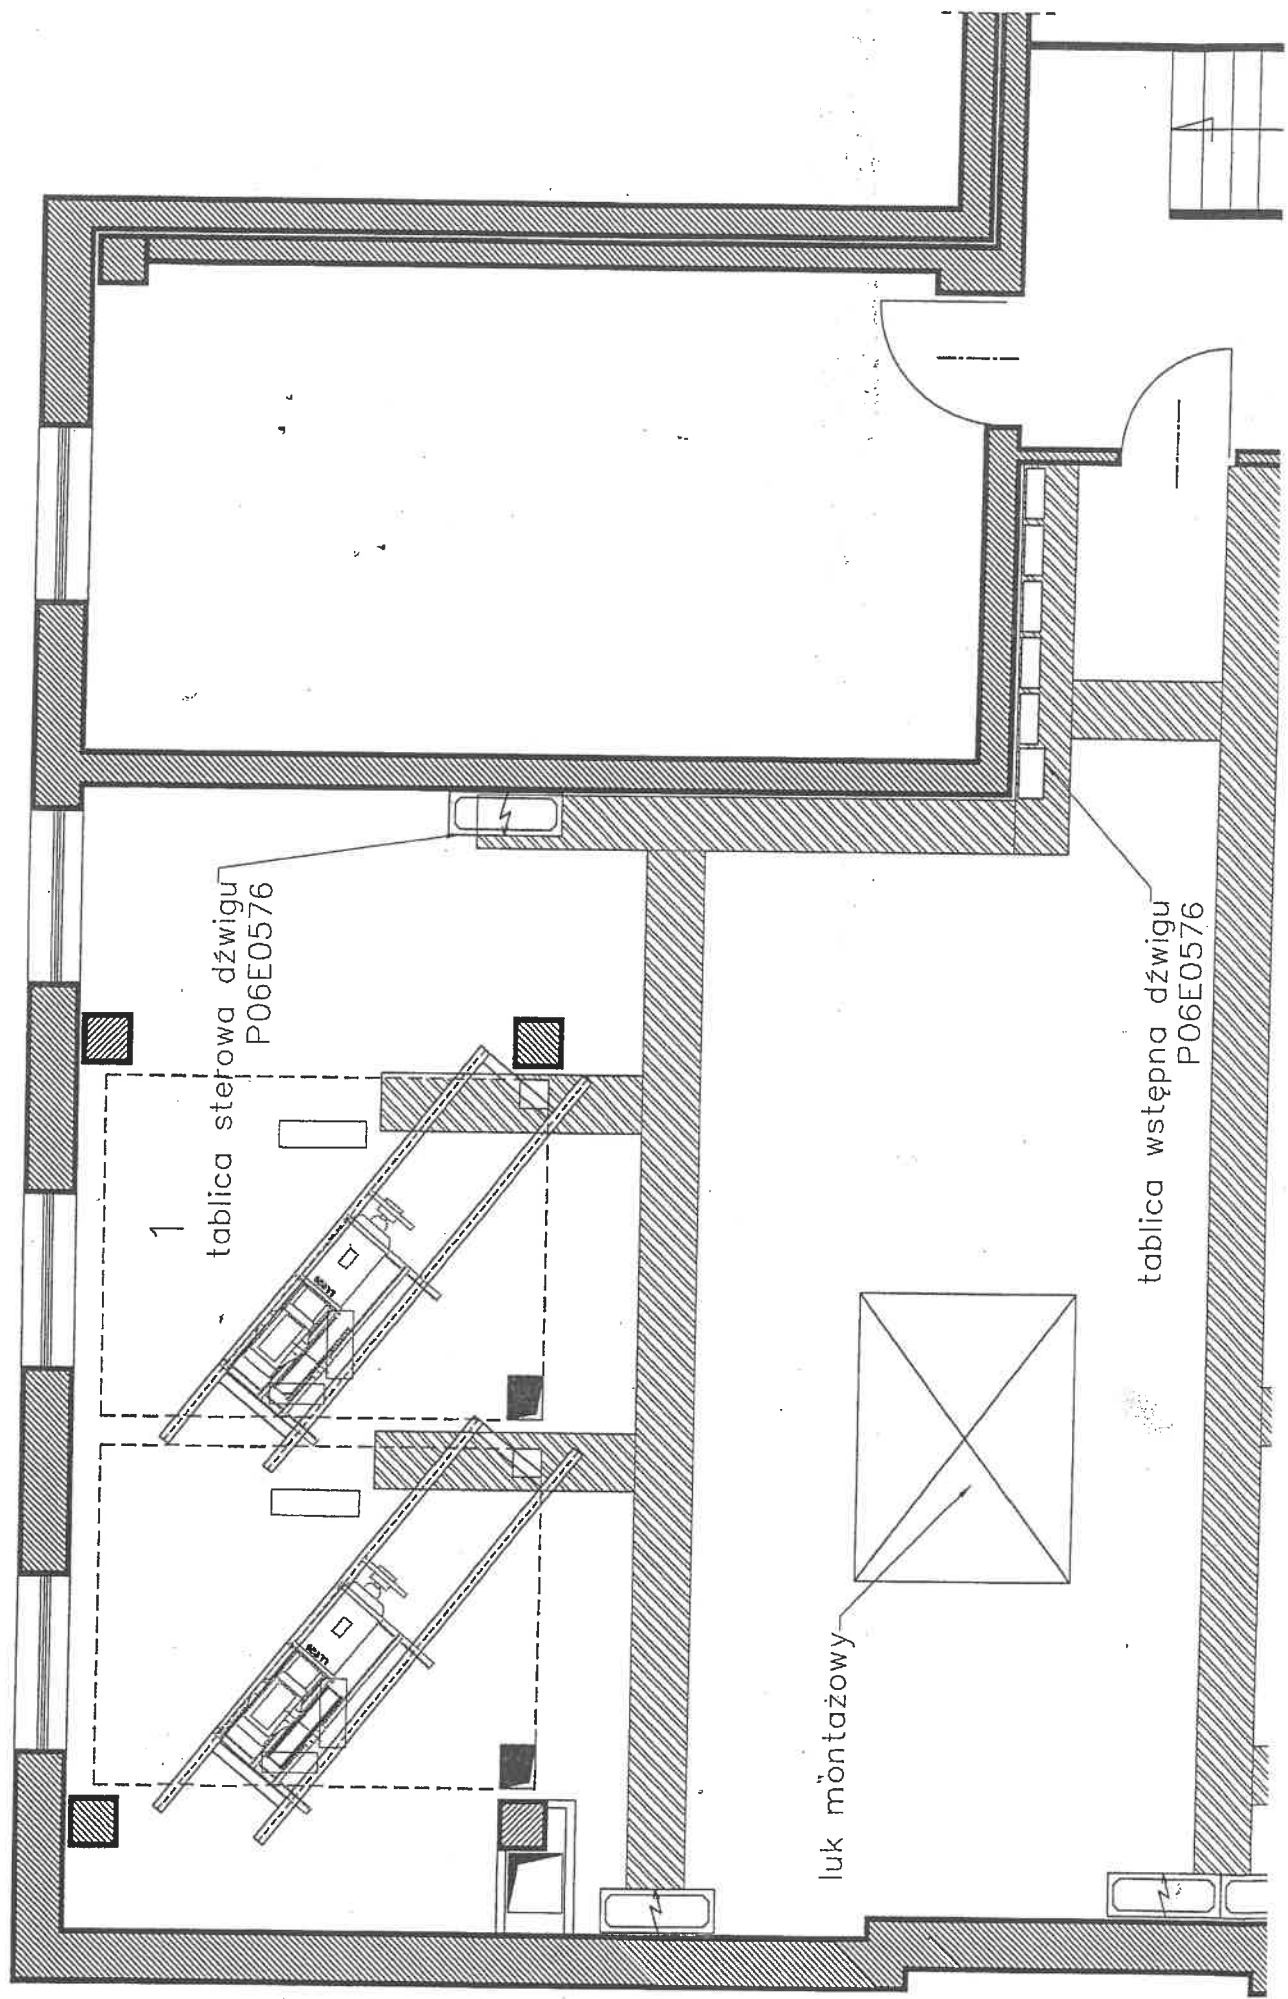 1
tablica sterowa dźwigu
P06E0576
luk montażowy
tablica wstępna dźwigu
P06E0576